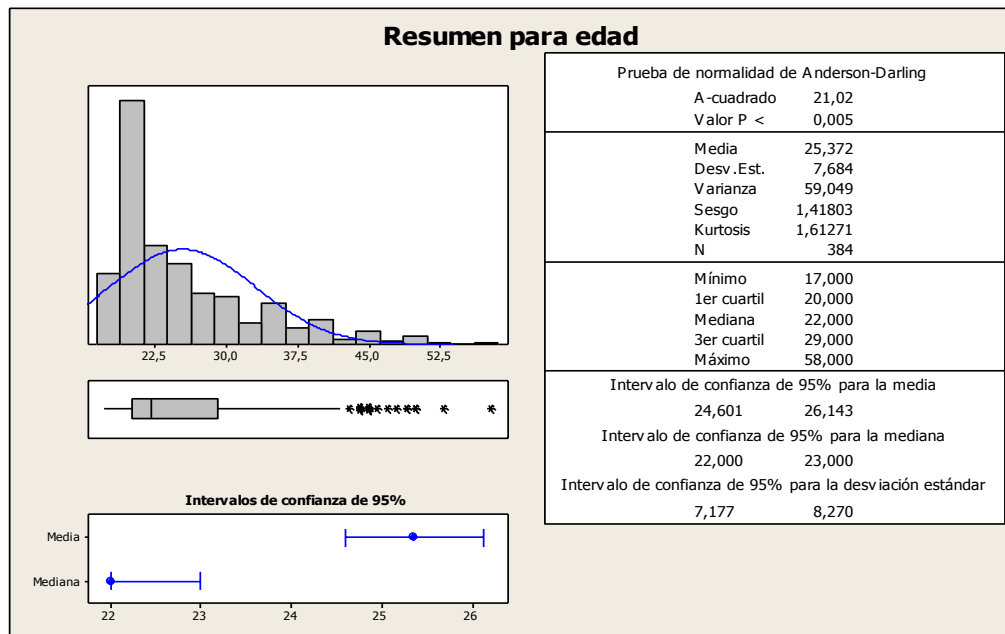 Resumen para edad
22,5 30,0 37,5 45,0 52,5
Intervalos de confianza de 95%
Media
Mediana
22 23 24 25 26
Prueba de normalidad de Anderson-Darling
A-cuadrado 21,02
Valor P < 0,005
Media 25,372
Desv.Est. 7,684
Varianza 59,049
Sesgo 1,41803
Kurtosis 1,61271
N 384
Mínimo 17,000
1er cuartil 20,000
Mediana 22,000
3er cuartil 29,000
Máximo 58,000
Intervalo de confianza de 95% para la media
24,601 26,143
Intervalo de confianza de 95% para la mediana
22,000 23,000
Intervalo de confianza de 95% para la desviación estándar
7,177 8,270